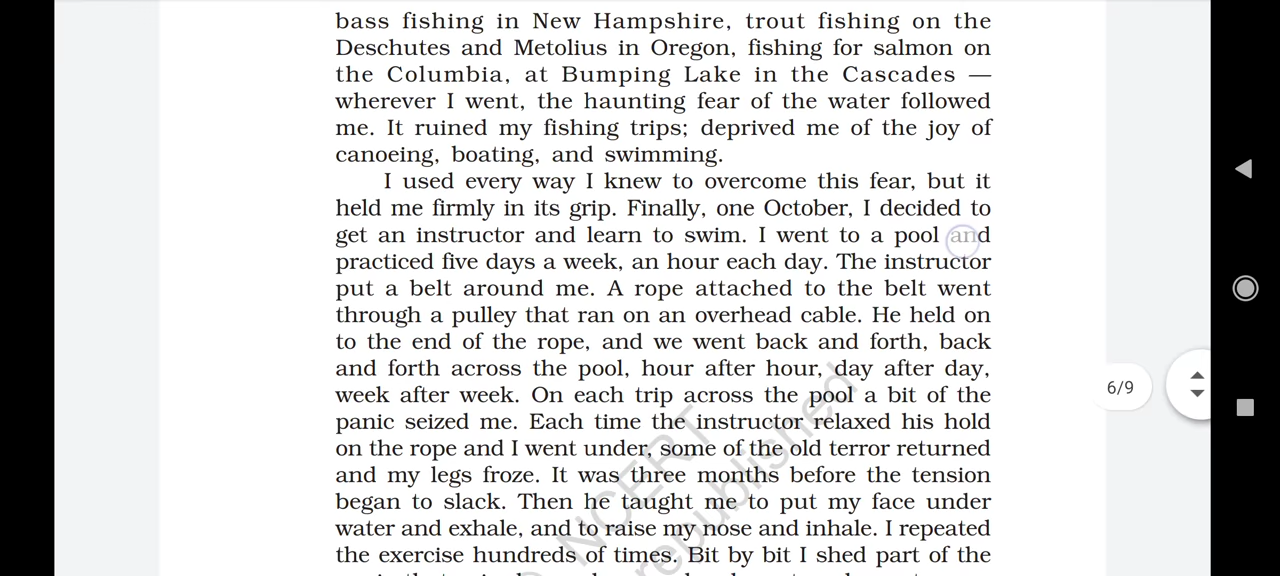 bass fishing in New Hampshire, trout fishing on the
Deschutes and Metolius in Oregon, fishing for salmon on
the Columbia, at Bumping Lake in the Cascades —
wherever I went, the haunting fear of the water followed
me. It ruined my fishing trips; deprived me of the joy of
canoeing, boating, and swimming.
I used every way I knew to overcome this fear, but it
held me firmly in its grip. Finally, one October, I decided to
get an instructor and learn to swim. I went to a pool and
practiced five days a week, an hour each day. The instructor
put a belt around me. A rope attached to the belt went
through a pulley that ran on an overhead cable. He held on
to the end of the rope, and we went back and forth, back
and forth across the pool, hour after hour, day after day,
week after week. On each trip across the pool a bit of the
panic seized me. Each time the instructor relaxed his hold
on the rope and I went under, some of the old terror returned
and my legs froze. It was three months before the tension
began to slack. Then he taught me to put my face under
water and exhale, and to raise my nose and inhale. I repeated
the exercise hundreds of times. Bit by bit I shed part of the
6/9
NCERT
republished